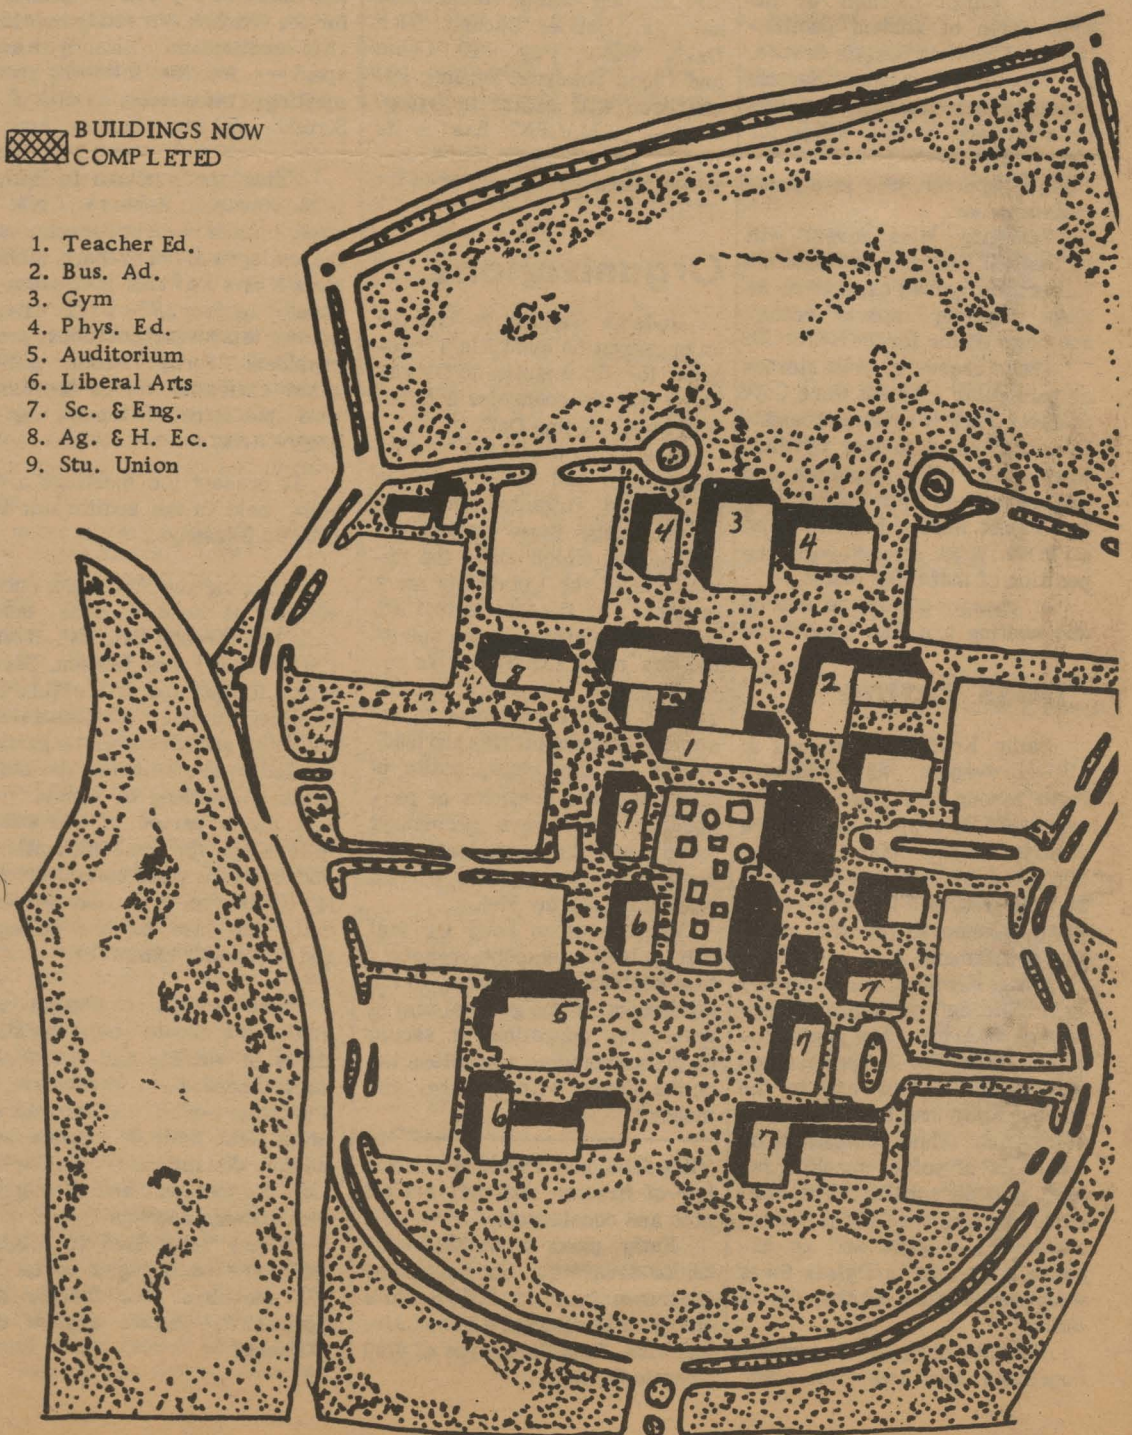 BUILDINGS NOW
COMPLETED
1. Teacher Ed.
2. Bus. Ad.
3. Gym
4. Phys. Ed.
5. Auditorium
6. Liberal Arts
7. Sc. & Eng.
8. Ag. & H. Ec.
9. Stu. Union
4
3
4
8
2
1
9
6
7
5
7
6
7